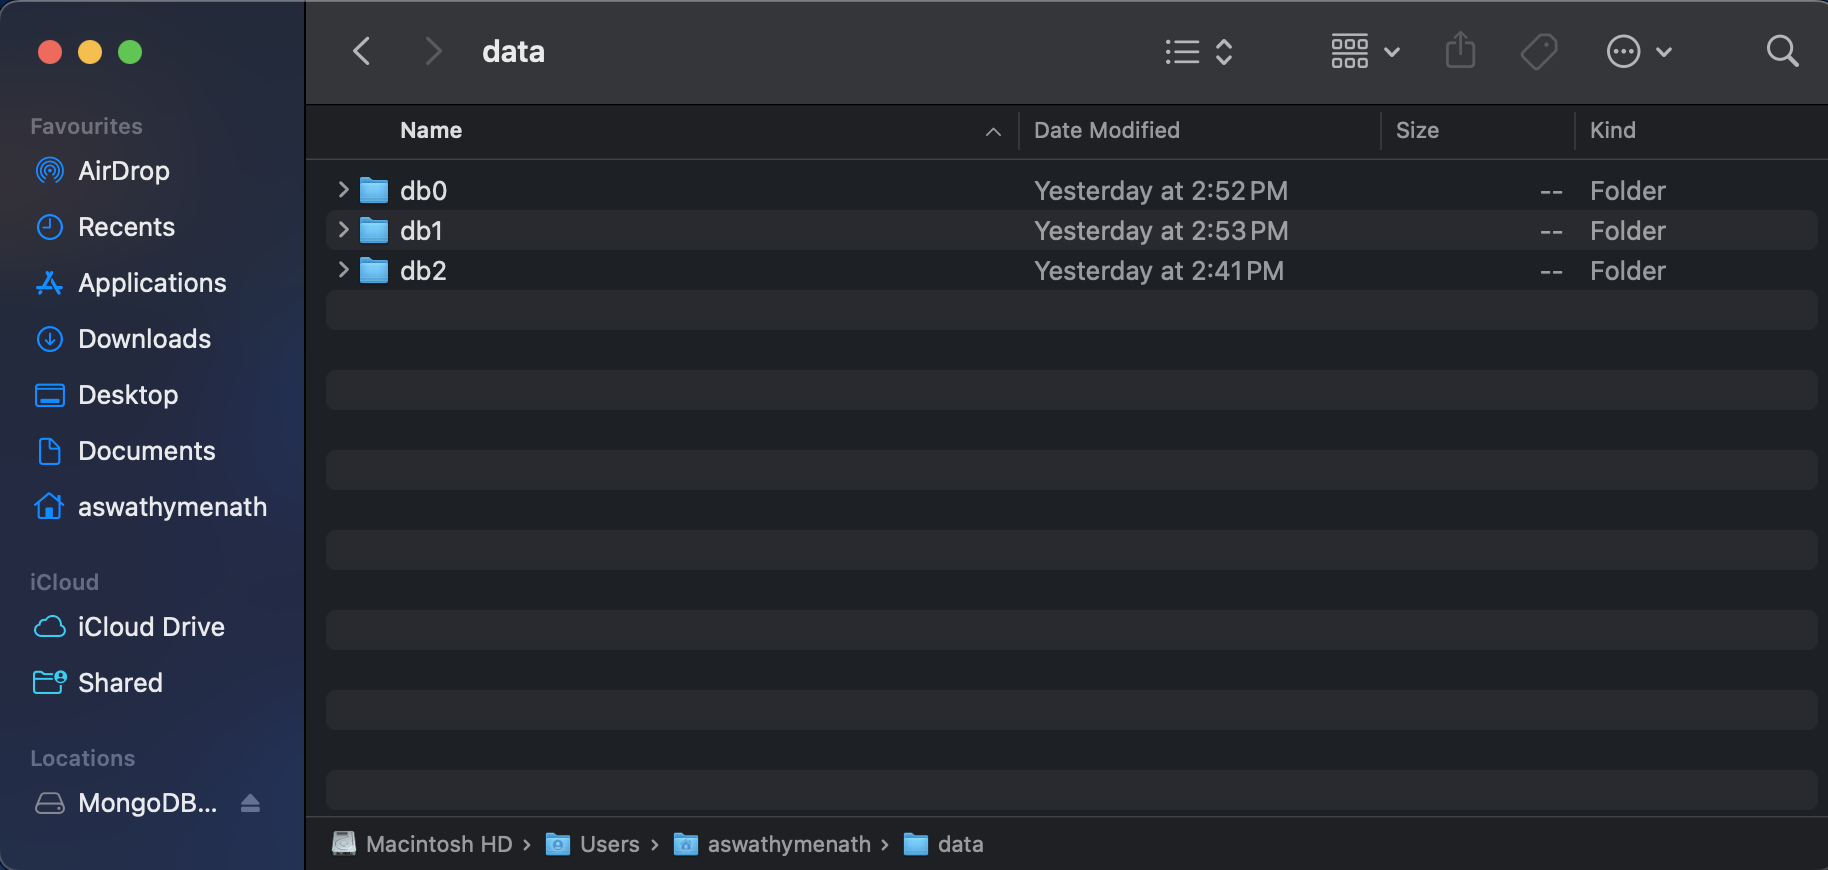 data
Favourites
AirDrop
Recents
Applications
Downloads
Desktop
Documents
aswathymenath
iCloud
iCloud Drive
Shared
Locations
MongoDB...
Name Date Modified Size Kind
db0 Yesterday at 2:52 PM -- Folder
db1 Yesterday at 2:53 PM -- Folder
db2 Yesterday at 2:41 PM -- Folder
Macintosh HD › Users › aswathymenath › data